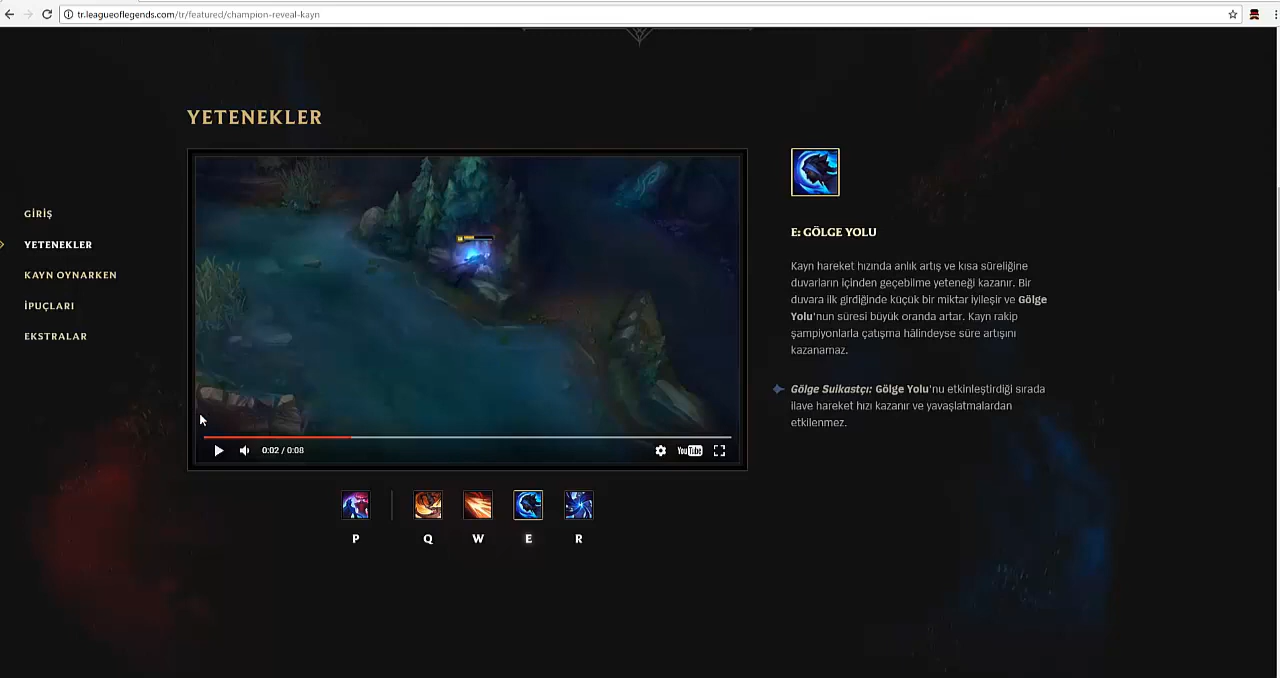 tr.leagueoflegends.com/tr/featured/champion-reveal-kayn
YETENEKLER
GİRİŞ
YETENEKLER
KAYN OYNARKEN
İPUÇLARI
EKSTRALAR
0:02 / 0:08
YouTube
P
Q
W
E
R
E: GÖLGE YOLU
Kayn hareket hızında anlık artış ve kısa süreliğine
duvarların içinden geçebilme yeteneği kazanır. Bir
duvara ilk girdiğinde küçük bir miktar iyileşir ve Gölge
Yolu'nun süresi büyük oranda artar. Kayn rakip
şampiyonlarla çatışma hâlindeyse süre artışını
kazanamaz.
Gölge Suikastçı: Gölge Yolu'nu etkinleştirdiği sırada
ilave hareket hızı kazanır ve yavaşlatmalardan
etkilenmez.